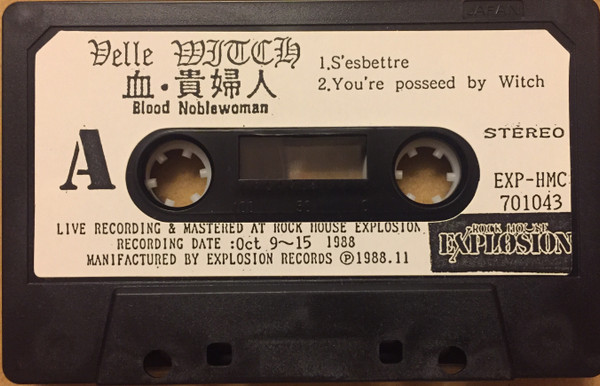 JAPAN
Velle WITCH
血・貴婦人
Blood Noblewoman
1.S'esbettre
2.You're posseed by Witch
A
STEREO
EXP-HMC
701043
LIVE RECORDING & MASTERED AT ROCK HOUSE EXPLOSION
RECORDING DATE :Oct 9～15 1988
MANIFACTURED BY EXPLOSION RECORDS Ⓟ1988.11
ROCK HOUSE
EXPLOSION